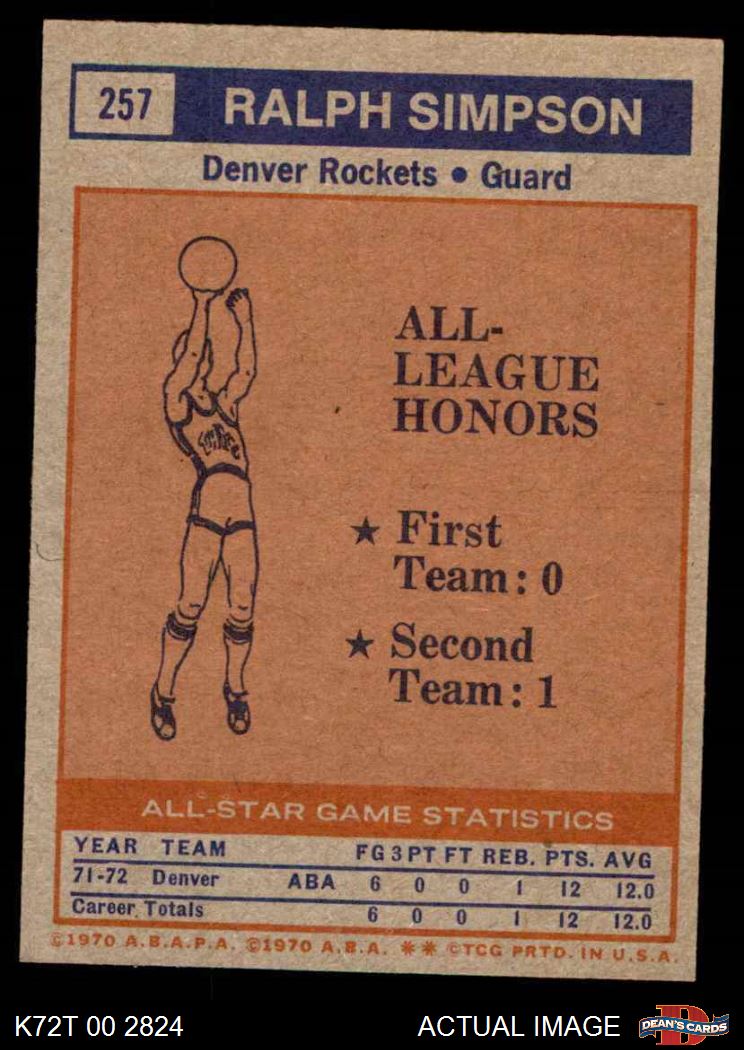 257 RALPH SIMPSON
Denver Rockets • Guard
ALL-
LEAGUE
HONORS
★ First
Team: 0
★ Second
Team: 1
ALL-STAR GAME STATISTICS
YEAR TEAM FG 3PT FT REB. PTS. AVG
71-72 Denver ABA 6 0 0 1 12 12.0
Career Totals 6 0 0 1 12 12.0
©1970 A.B.A.P.A. ©1970 A.B.A. ** ©TCG PRTD. IN U.S.A.
K72T 00 2824 ACTUAL IMAGE DEAN'S CARDS